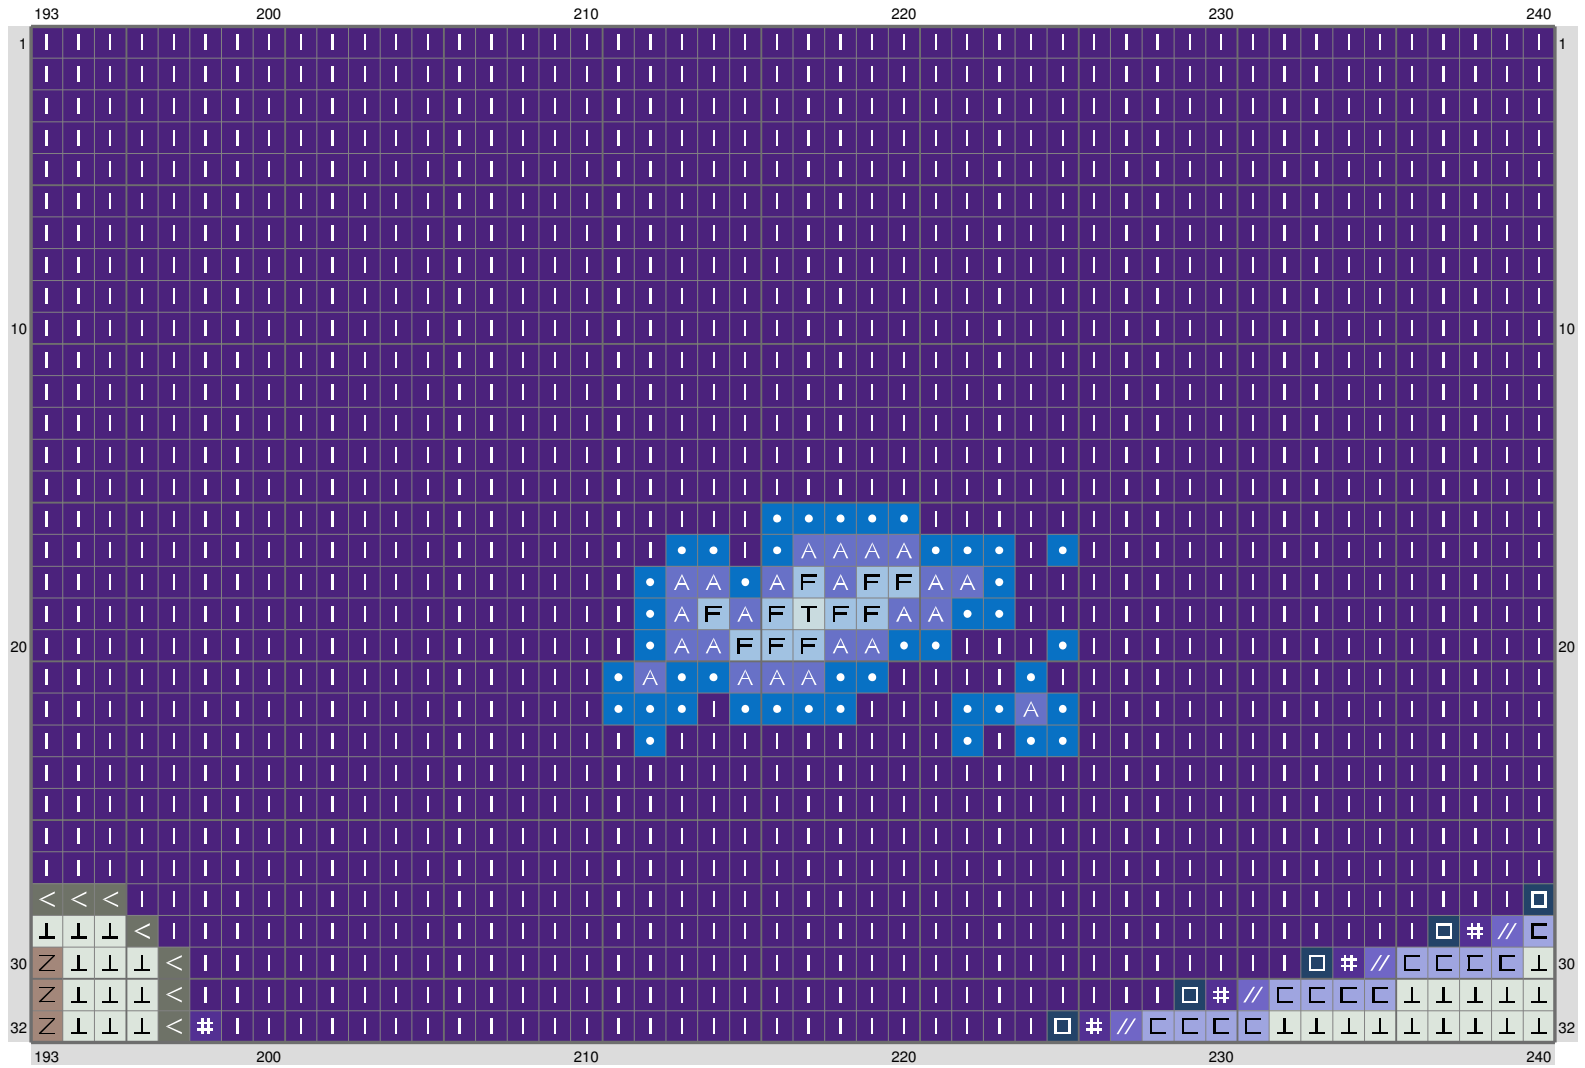 193 200 210 220 230 240
1 1
10 10
A A A A
A A A F A F F A A
A F A F T F F A A
20 A A F F F A A 20
A A A A
A
< < <
⊥ ⊥ ⊥ < # // ⊏
30 Z ⊥ ⊥ ⊥ < # // ⊏ ⊏ ⊏ ⊏ ⊥ 30
Z ⊥ ⊥ ⊥ < # // ⊏ ⊏ ⊏ ⊏ ⊥ ⊥ ⊥ ⊥ ⊥
32 Z ⊥ ⊥ ⊥ < # # // ⊏ ⊏ ⊏ ⊏ ⊥ ⊥ ⊥ ⊥ ⊥ ⊥ ⊥ ⊥ ⊥ 32
193 200 210 220 230 240